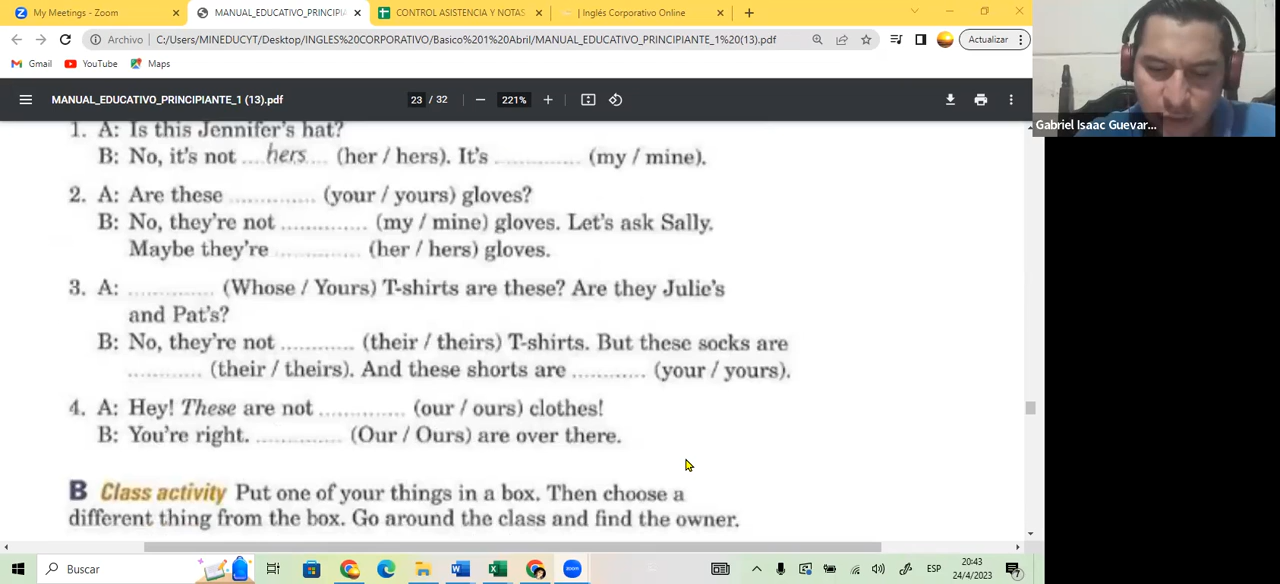 My Meetings - Zoom
MANUAL_EDUCATIVO_PRINCIPIA
CONTROL ASISTENCIA Y NOTAS
| Inglés Corporativo Online
Archivo
C:/Users/MINEDUCYT/Desktop/INGLES%20CORPORATIVO/Basico%201%20Abril/MANUAL_EDUCATIVO_PRINCIPIANTE_1%20(13).pdf
Actualizar
Gmail
YouTube
Maps
MANUAL_EDUCATIVO_PRINCIPIANTE_1 (13).pdf
23 / 32
221%
Gabriel Isaac Guevar...
1. A: Is this Jennifer's hat?
B: No, it's not ....hers.... (her / hers). It's .............. (my / mine).
2. A: Are these .............. (your / yours) gloves?
B: No, they're not .............. (my / mine) gloves. Let's ask Sally.
Maybe they're .............. (her / hers) gloves.
3. A: .............. (Whose / Yours) T-shirts are these? Are they Julie's
and Pat's?
B: No, they're not ............ (their / theirs) T-shirts. But these socks are
............ (their / theirs). And these shorts are ............ (your / yours).
4. A: Hey! These are not .............. (our / ours) clothes!
B: You're right. .............. (Our / Ours) are over there.
B Class activity Put one of your things in a box. Then choose a
different thing from the box. Go around the class and find the owner.
Buscar
ESP
20:43
24/4/2023